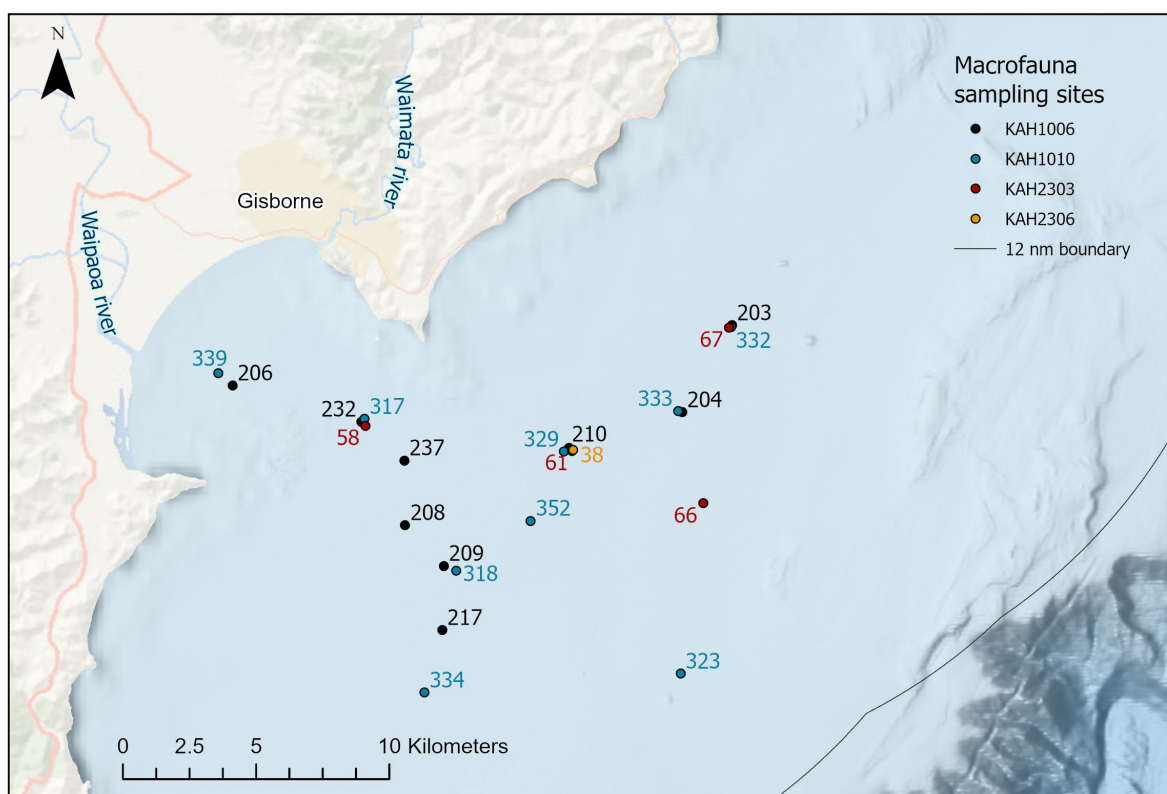 N
Macrofauna
sampling sites
KAH1006
KAH1010
KAH2303
KAH2306
12 nm boundary
Waimata river
Gisborne
Waipaoa river
203
67 332
339
206
333 204
232 317
58
329 210
61 38
237
66
352
208
209
318
217
323
334
0 2.5 5 10 Kilometers